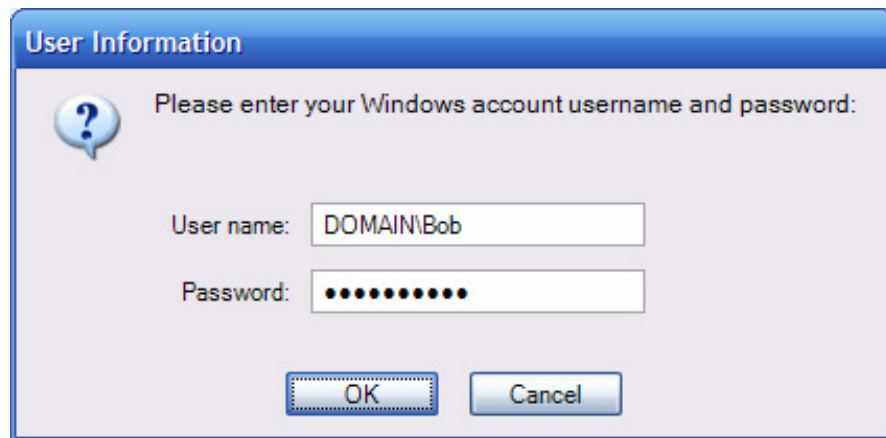 User Information
Please enter your Windows account username and password:
User name: DOMAIN\Bob
Password: ●●●●●●●●●●
OK Cancel